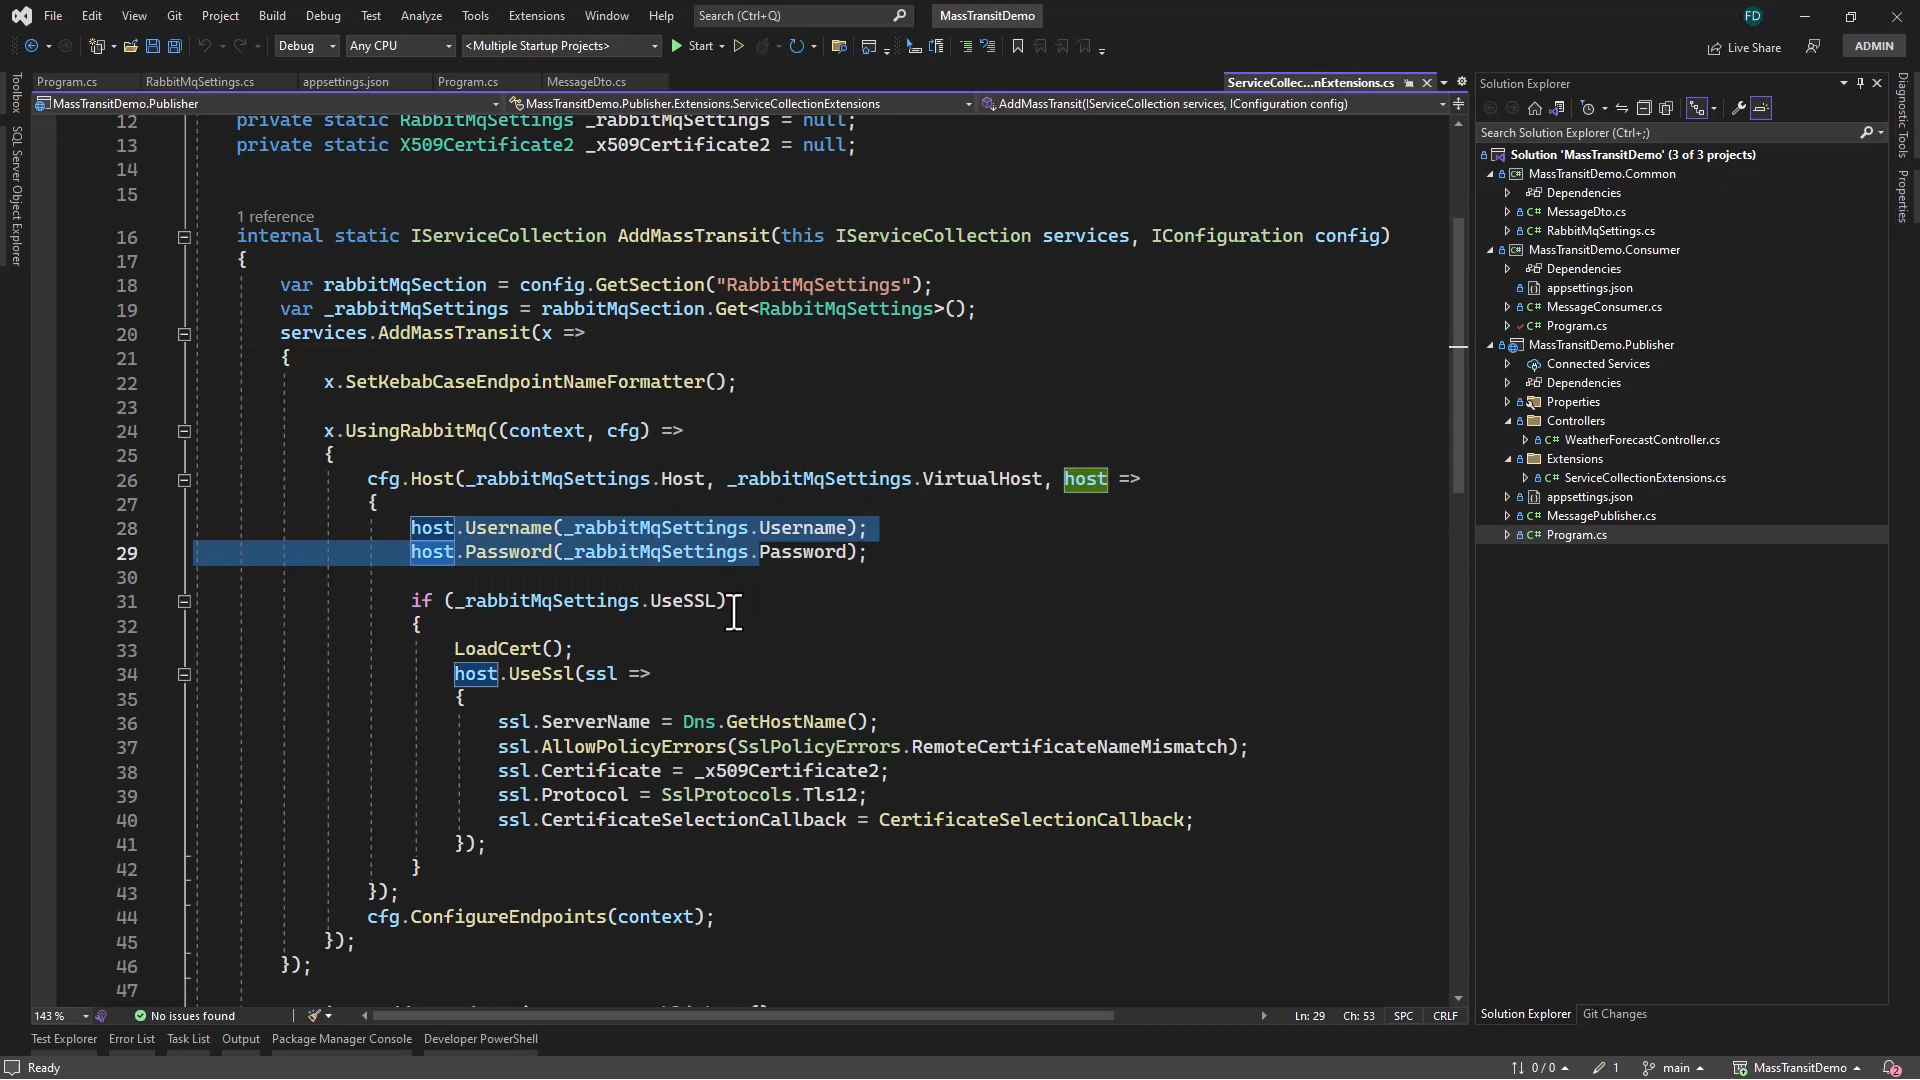 File Edit View Git Project Build Debug Test Analyze Tools Extensions Window Help Search (Ctrl+Q) MassTransitDemo FD
Debug Any CPU <Multiple Startup Projects> Start Live Share ADMIN
Program.cs RabbitMqSettings.cs appsettings.json Program.cs MessageDto.cs ServiceCollec...nExtensions.cs
MassTransitDemo.Publisher MassTransitDemo.Publisher.Extensions.ServiceCollectionExtensions AddMassTransit(IServiceCollection services, IConfiguration config)
Toolbox
SQL Server Object Explorer
12 private static RabbitMqSettings _rabbitMqSettings = null;
13 private static X509Certificate2 _x509Certificate2 = null;
14
15
1 reference
16 internal static IServiceCollection AddMassTransit(this IServiceCollection services, IConfiguration config)
17 {
18 var rabbitMqSection = config.GetSection("RabbitMqSettings");
19 var _rabbitMqSettings = rabbitMqSection.Get<RabbitMqSettings>();
20 services.AddMassTransit(x =>
21 {
22 x.SetKebabCaseEndpointNameFormatter();
23
24 x.UsingRabbitMq((context, cfg) =>
25 {
26 cfg.Host(_rabbitMqSettings.Host, _rabbitMqSettings.VirtualHost, host =>
27 {
28 host.Username(_rabbitMqSettings.Username);
29 host.Password(_rabbitMqSettings.Password);
30
31 if (_rabbitMqSettings.UseSSL)
32 {
33 LoadCert();
34 host.UseSsl(ssl =>
35 {
36 ssl.ServerName = Dns.GetHostName();
37 ssl.AllowPolicyErrors(SslPolicyErrors.RemoteCertificateNameMismatch);
38 ssl.Certificate = _x509Certificate2;
39 ssl.Protocol = SslProtocols.Tls12;
40 ssl.CertificateSelectionCallback = CertificateSelectionCallback;
41 });
42 }
43 });
44 cfg.ConfigureEndpoints(context);
45 });
46 });
47
143 % No issues found Ln: 29 Ch: 53 SPC CRLF
Solution Explorer
Search Solution Explorer (Ctrl+;)
Solution 'MassTransitDemo' (3 of 3 projects)
MassTransitDemo.Common
Dependencies
C# MessageDto.cs
C# RabbitMqSettings.cs
MassTransitDemo.Consumer
Dependencies
appsettings.json
C# MessageConsumer.cs
C# Program.cs
MassTransitDemo.Publisher
Connected Services
Dependencies
Properties
Controllers
C# WeatherForecastController.cs
Extensions
C# ServiceCollectionExtensions.cs
appsettings.json
C# MessagePublisher.cs
C# Program.cs
Solution Explorer Git Changes
Diagnostic Tools
Properties
Test Explorer Error List Task List Output Package Manager Console Developer PowerShell
Ready 0 / 0 1 main MassTransitDemo 2